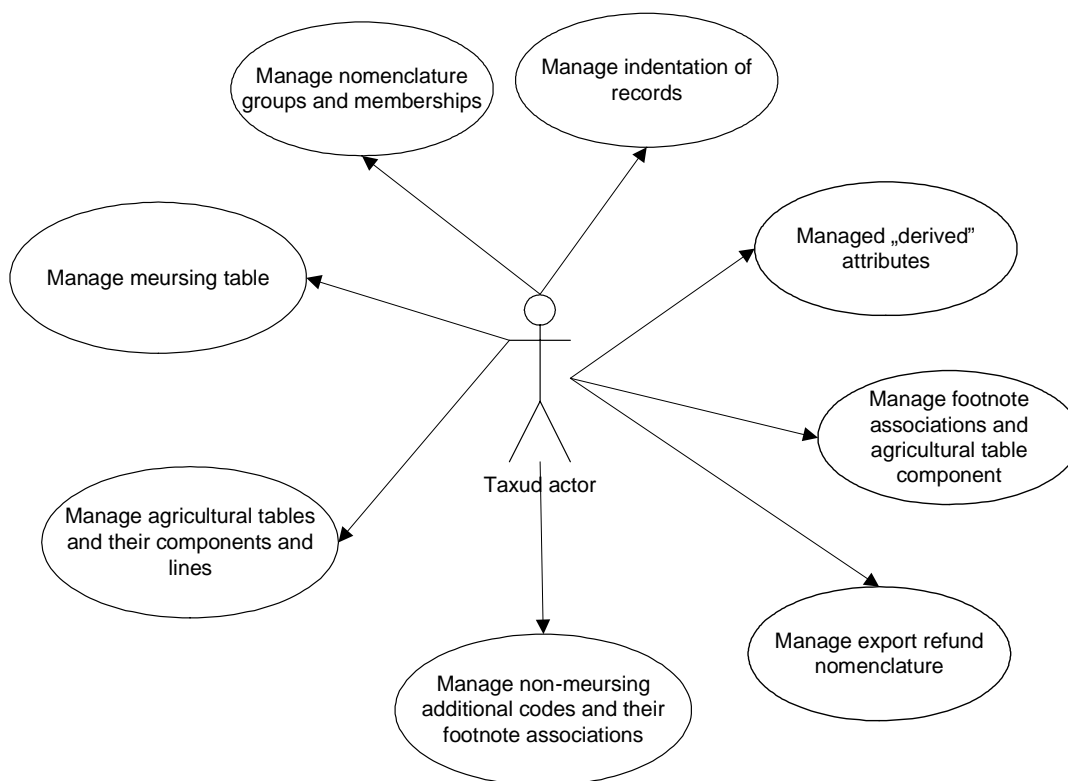 Manage nomenclature
groups and memberships
Manage indentation of
records
Managed „derived”
attributes
Manage meursing table
Manage footnote
associations and
agricultural table
component
Taxud actor
Manage agricultural tables
and their components and
lines
Manage export refund
nomenclature
Manage non-meursing
additional codes and their
footnote associations